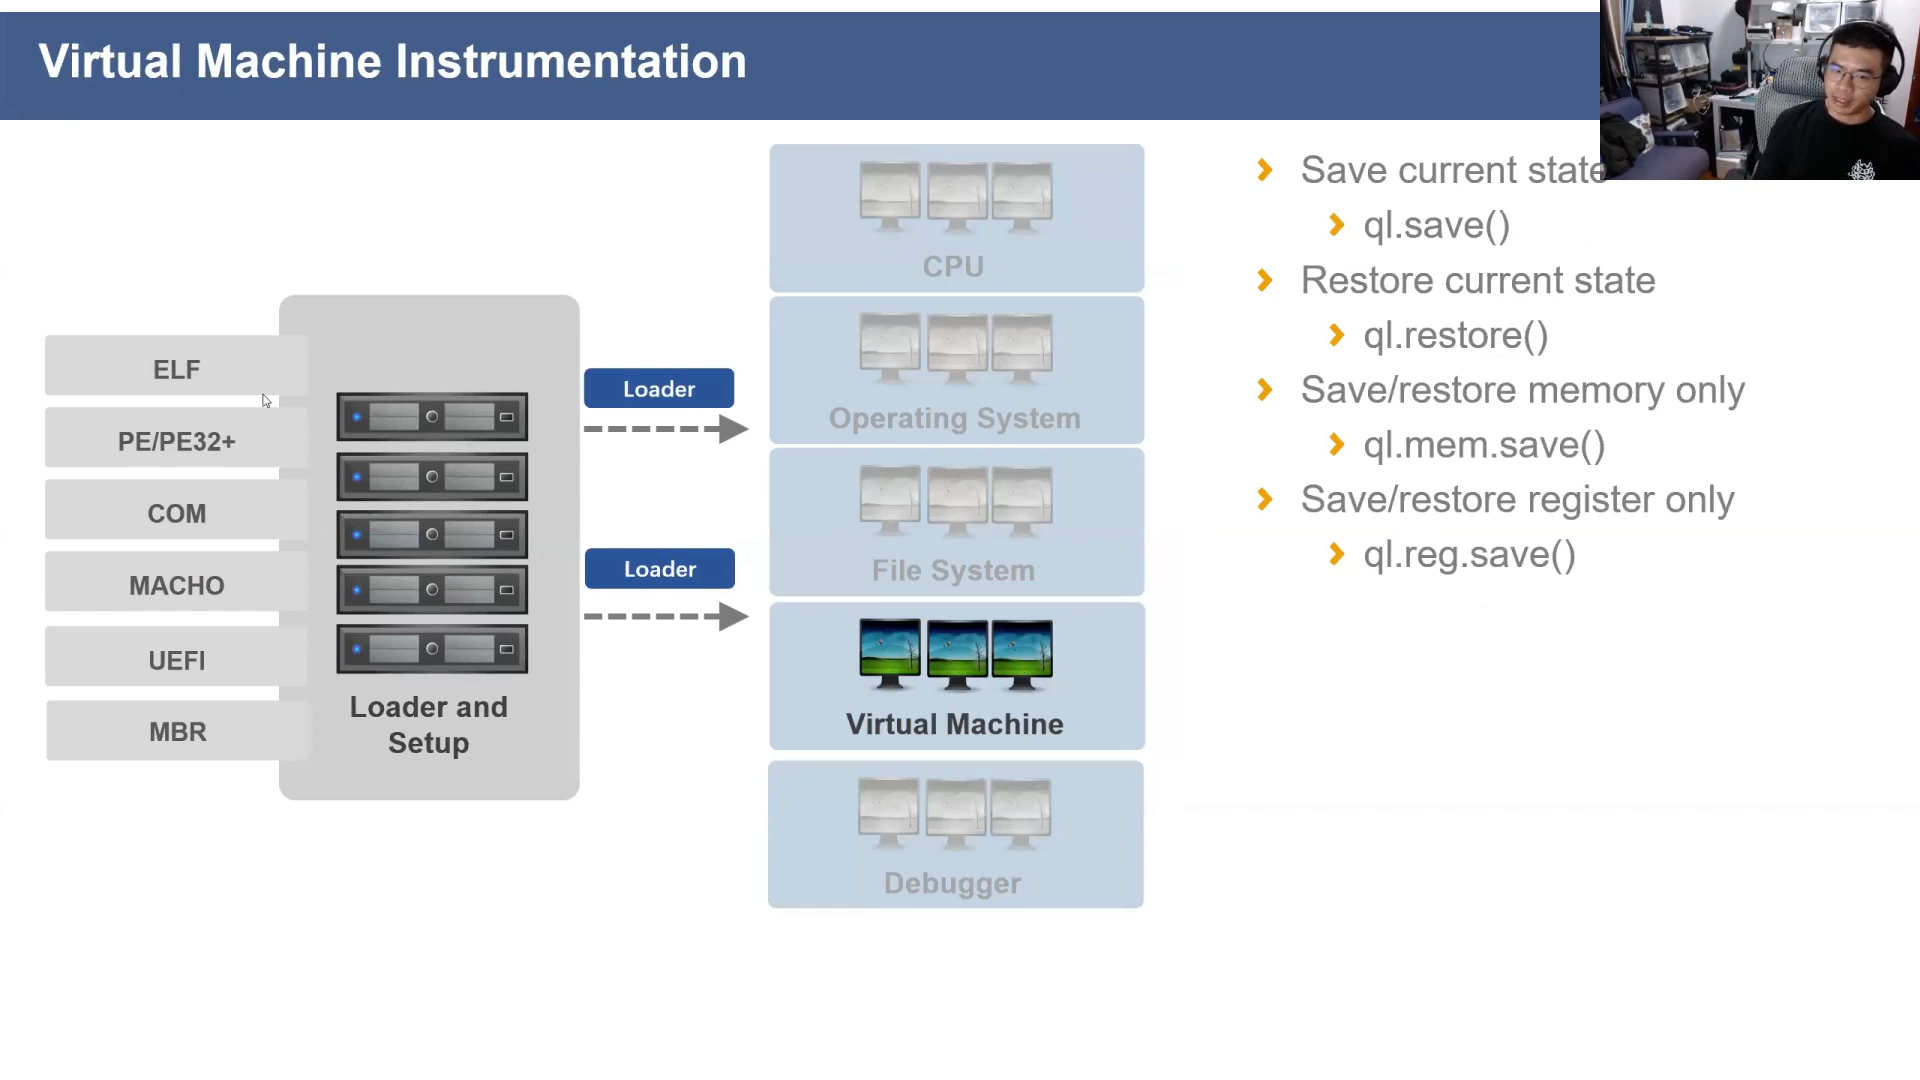 Virtual Machine Instrumentation
ELF
PE/PE32+
COM
MACHO
UEFI
MBR
Loader and
Setup
Loader
Loader
CPU
Operating System
File System
Virtual Machine
Debugger
Save current state
ql.save()
Restore current state
ql.restore()
Save/restore memory only
ql.mem.save()
Save/restore register only
ql.reg.save()